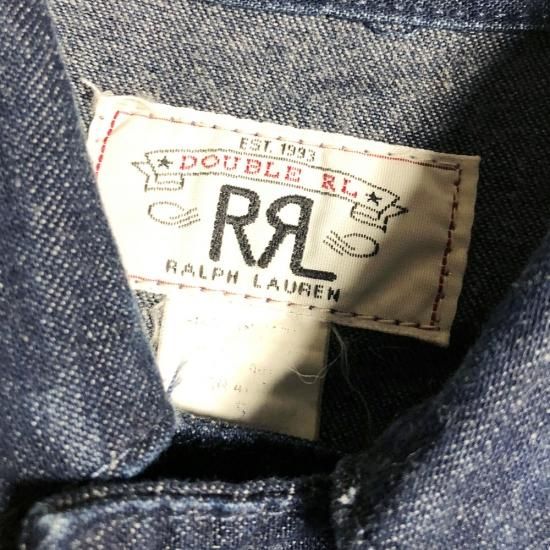 EST. 1993
DOUBLE RL
RRL
RALPH LAUREN